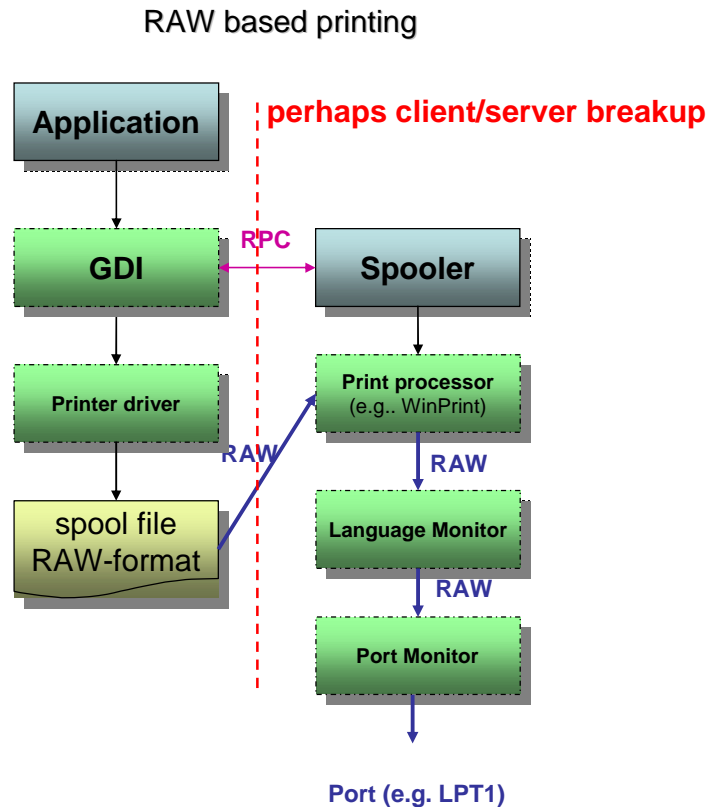 RAW based printing
Application
perhaps client/server breakup
GDI
RPC
Spooler
Printer driver
Print processor
(e.g.. WinPrint)
RAW
RAW
spool file
RAW-format
Language Monitor
RAW
Port Monitor
Port (e.g. LPT1)